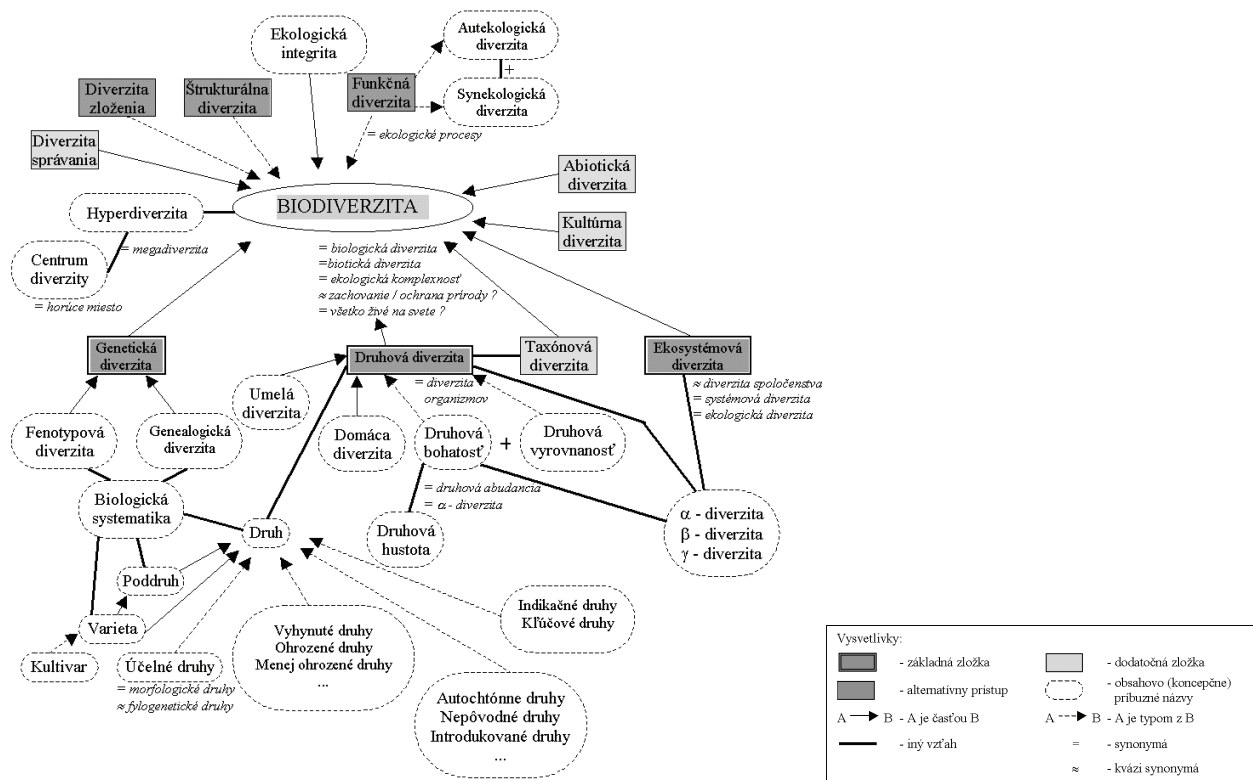 Ekologická
integrita
Autekologická
diverzita
+
Synekologická
diverzita
Diverzita
zloženia
Štrukturálna
diverzita
Funkčná
diverzita
= ekologické procesy
Diverzita
správania
Abiotická
diverzita
BIODIVERZITA
Hyperdiverzita
= megadiverzita
Kultúrna
diverzita
Centrum
diverzity
= horúce miesto
= biologická diverzita
=biotická diverzita
= ekologická komplexnosť
≈ zachovanie / ochrana prírody ?
= všetko živé na svete ?
Genetická
diverzita
Druhová diverzita
= diverzita
organizmov
Taxónová
diverzita
Ekosystémová
diverzita
≈ diverzita spoločenstva
= systémová diverzita
= ekologická diverzita
Umelá
diverzita
Fenotypová
diverzita
Genealogická
diverzita
Domáca
diverzita
Druhová
bohatosť
+
Druhová
vyrovnanosť
= druhová abudancia
= α - diverzita
Biologická
systematika
Druh
Druhová
hustota
α - diverzita
β - diverzita
γ - diverzita
Poddruh
Varieta
Kultivar
Účelné druhy
= morfologické druhy
≈ fylogenetické druhy
Vyhynuté druhy
Ohrozené druhy
Menej ohrozené druhy
...
Indikačné druhy
Kľúčové druhy
Autochtónne druhy
Nepôvodné druhy
Introdukované druhy
...
Vysvetlivky:
- základná zložka
- dodatočná zložka
- alternatívny prístup
- obsahovo (koncepčne)
príbuzné názvy
A B - A je časťou B
A B - A je typom z B
- iný vzťah
= - synonymá
≈ - kvázi synonymá